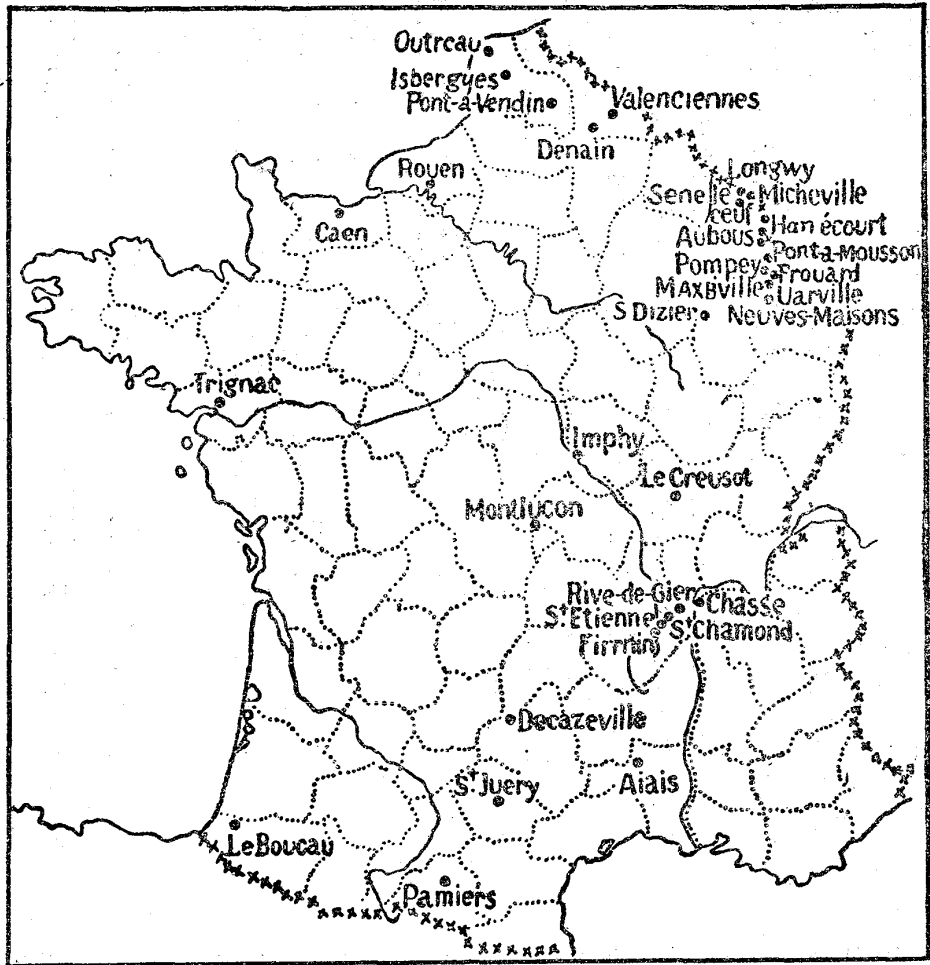 Outreau
Isbergues
Pont-a-Vendin
Valenciennes
Denain
Longwy
Rouen
Senelle
Micheville
Caen
Aubous
Pont-a-Mousson
Pompey
Frouard
MAXEVille
S Dizier
Neuves-Maisons
Trignac
Imphy
Le Creusot
Montluçon
Rive-de-Gier
Chasse
St Etienne
St Chamond
Firminy
Decazeville
St Juery
Alais
Le Boucau
Pamiers